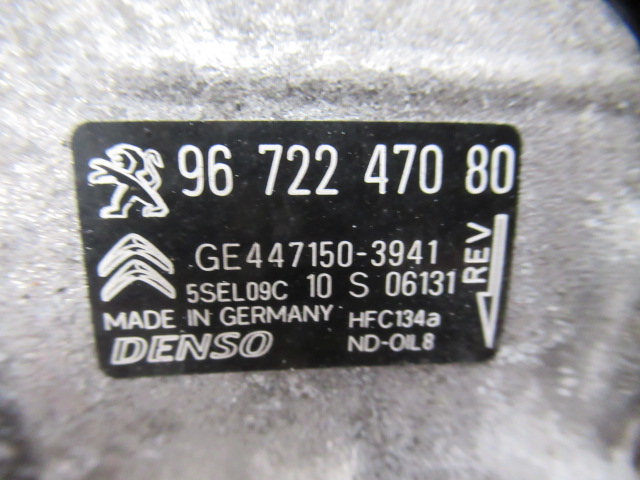 96 722 470 80
GE447150-3941
5SEL09C 10 S 06131
REV
MADE IN GERMANY HFC134a
DENSO ND-OIL8